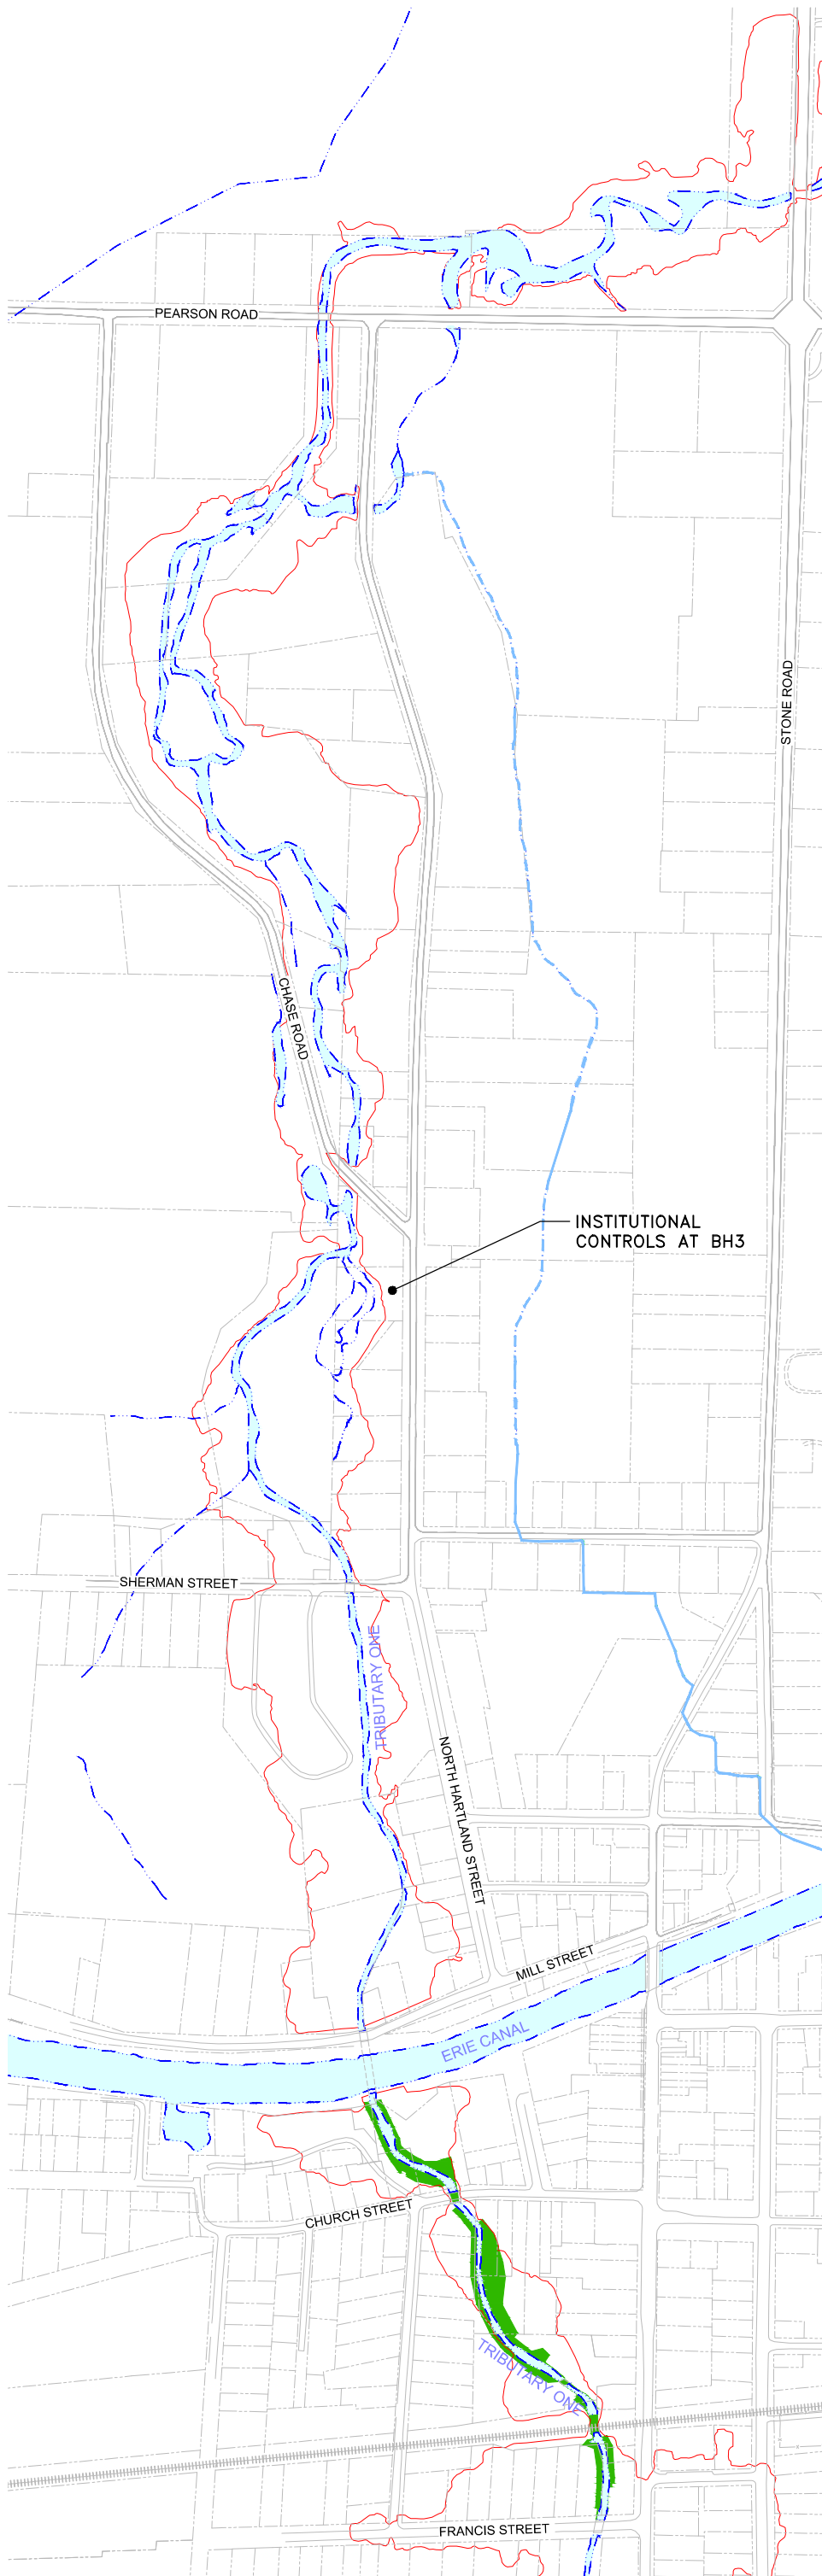 PEARSON ROAD
STONE ROAD
CHASE ROAD
INSTITUTIONAL
CONTROLS AT BH3
SHERMAN STREET
TRIBUTARY ONE
NORTH HARTLAND STREET
MILL STREET
ERIE CANAL
CHURCH STREET
TRIBUTARY ONE
FRANCIS STREET